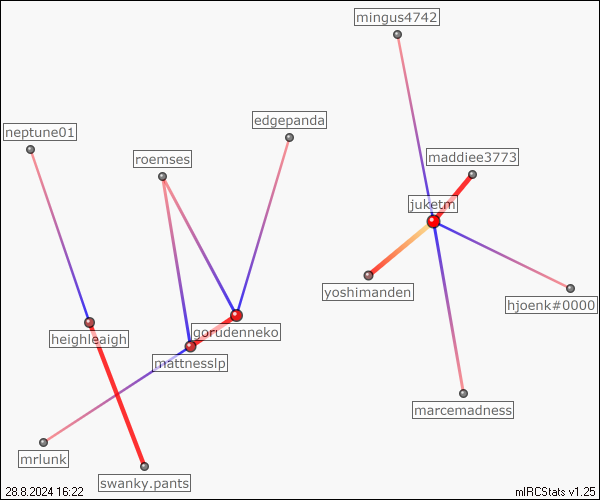 mingus4742
edgepanda
neptune01
roemses
maddiee3773
juketm
yoshimanden
hjoenk#0000
gorudenneko
heighleaigh
mattnesslp
marcemadness
mrlunk
swanky.pants
28.8.2024 16:22
mIRCStats v1.25